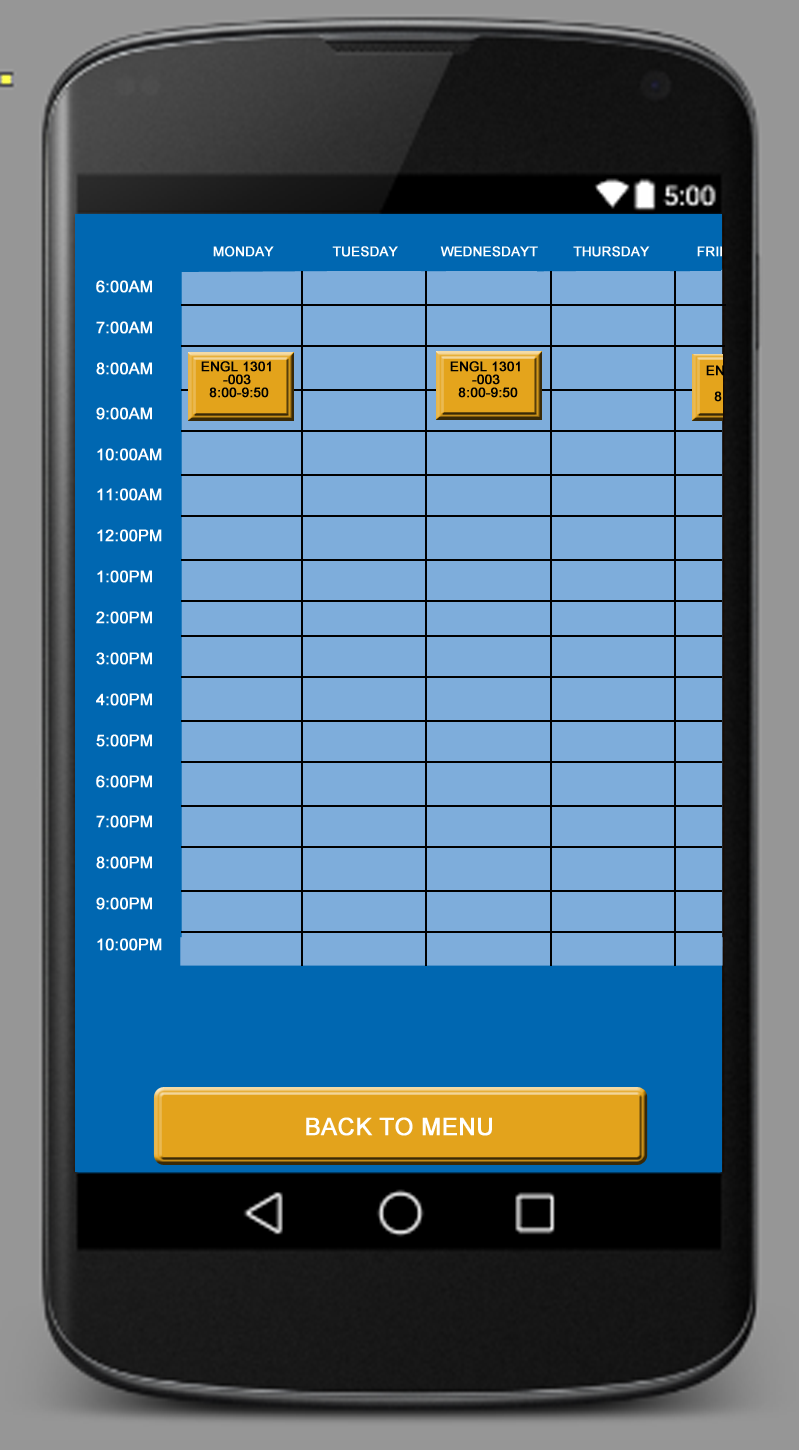 5:00
MONDAY TUESDAY WEDNESDAYT THURSDAY FRI
6:00AM
7:00AM
8:00AM
ENGL 1301
-003
8:00-9:50
ENGL 1301
-003
8:00-9:50
EN
8
9:00AM
10:00AM
11:00AM
12:00PM
1:00PM
2:00PM
3:00PM
4:00PM
5:00PM
6:00PM
7:00PM
8:00PM
9:00PM
10:00PM
BACK TO MENU